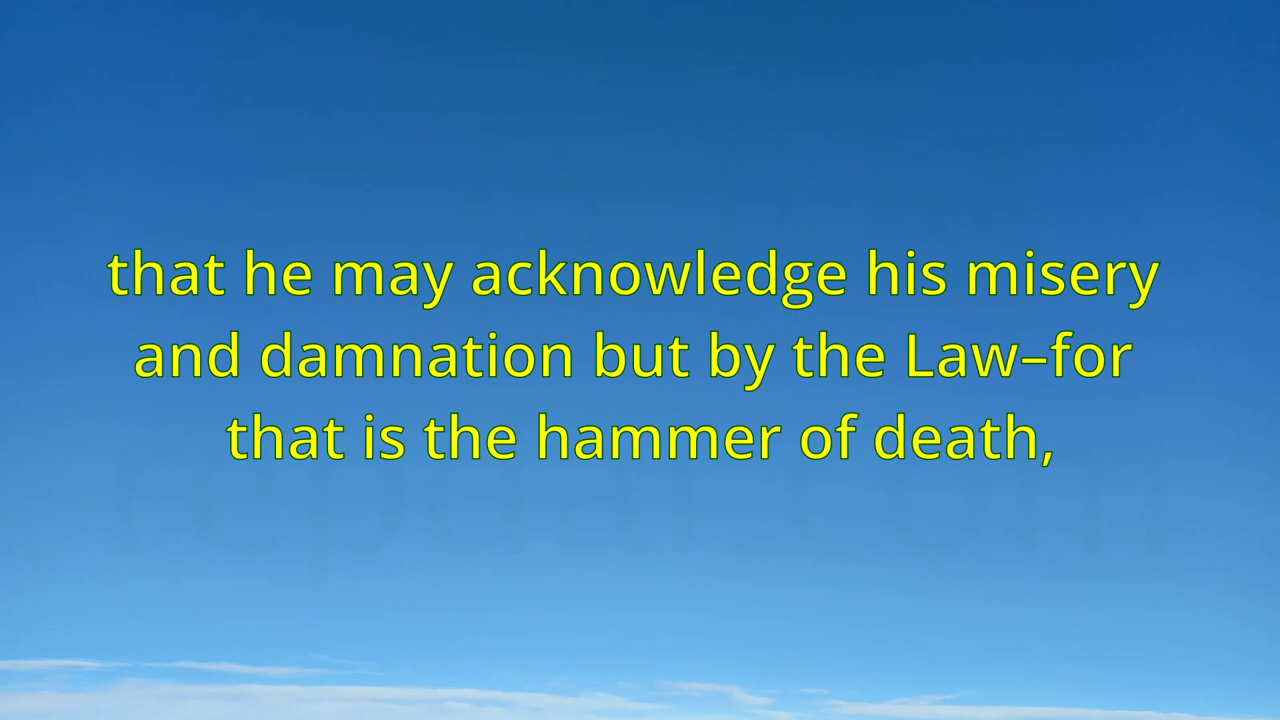 that he may acknowledge his misery
and damnation but by the Law–for
that is the hammer of death,